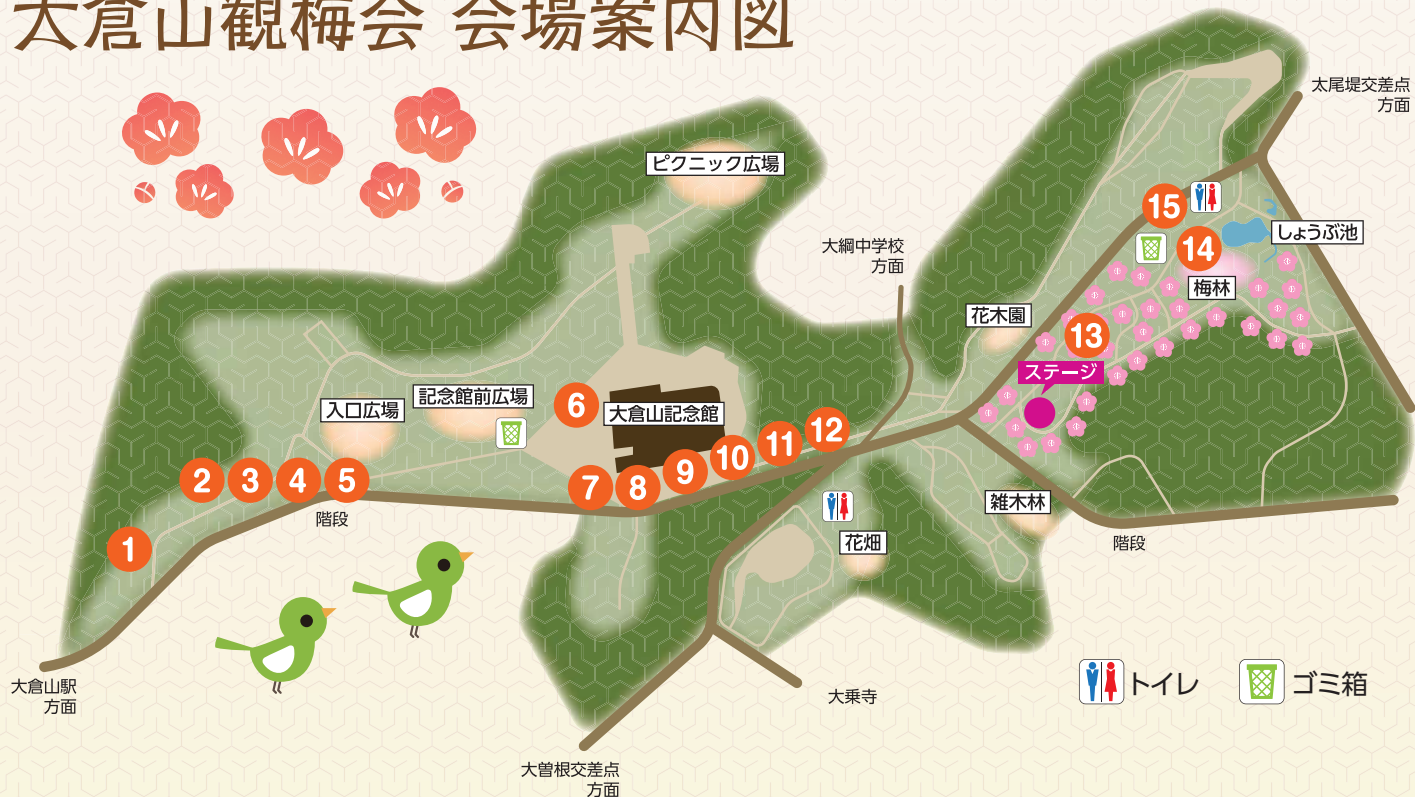 大倉山観梅会 会場案内図
太尾堤交差点
方面
ピクニック広場
15
しょうぶ池
大綱中学校
方面
14
梅林
花木園
13
ステージ
記念館前広場
入口広場
6
大倉山記念館
12
11
10
9
2
3
4
5
7
8
階段
雑木林
花畑
階段
1
大倉山駅
方面
大乗寺
トイレ
ゴミ箱
大曽根交差点
方面